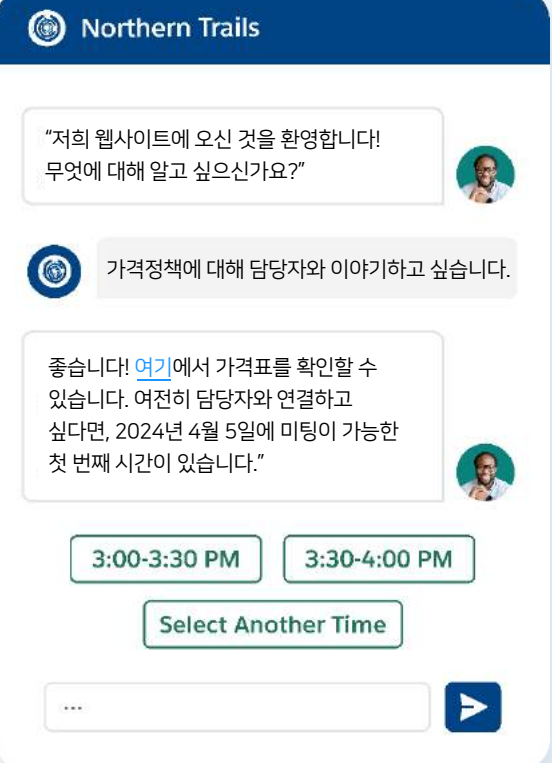 Northern Trails
“저희 웹사이트에 오신 것을 환영합니다!
무엇에 대해 알고 싶으신가요?”
가격정책에 대해 담당자와 이야기하고 싶습니다.
좋습니다! 여기에서 가격표를 확인할 수
있습니다. 여전히 담당자와 연결하고
싶다면, 2024년 4월 5일에 미팅이 가능한
첫 번째 시간이 있습니다.”
3:00-3:30 PM 3:30-4:00 PM
Select Another Time
...